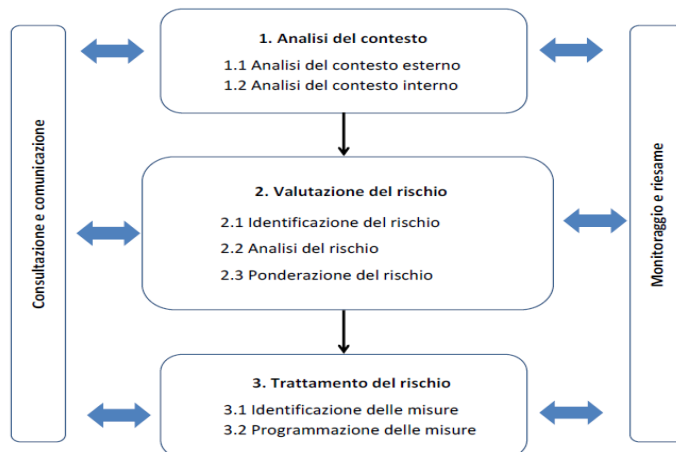 Consultazione e comunicazione
1. Analisi del contesto
1.1 Analisi del contesto esterno
1.2 Analisi del contesto interno
2. Valutazione del rischio
2.1 Identificazione del rischio
2.2 Analisi del rischio
2.3 Ponderazione del rischio
3. Trattamento del rischio
3.1 Identificazione delle misure
3.2 Programmazione delle misure
Monitoraggio e riesame